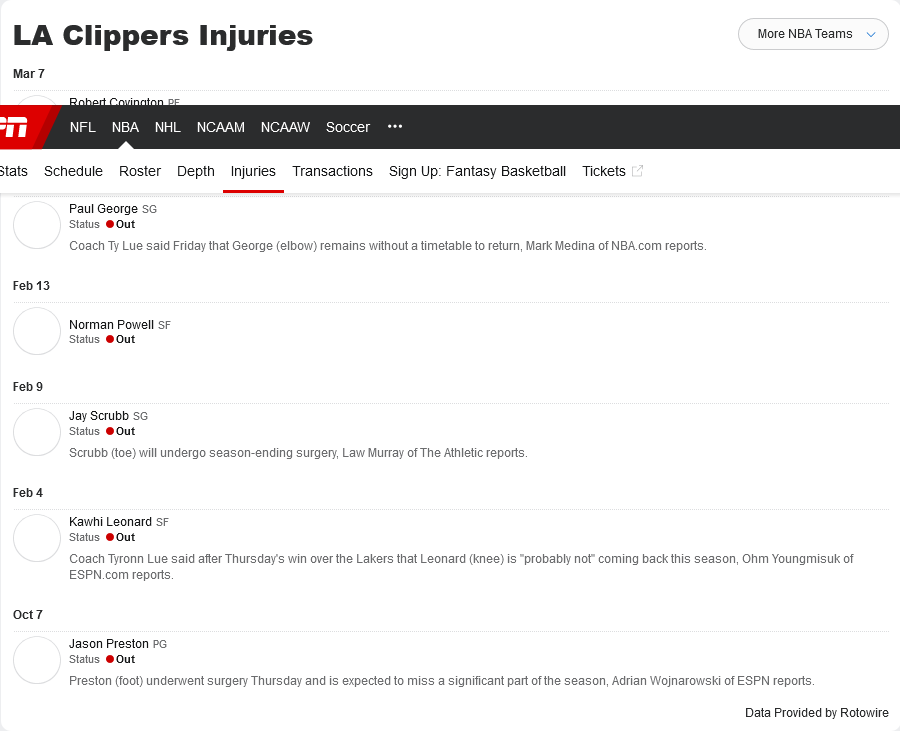 LA Clippers Injuries
More NBA Teams
Mar 7
Robert Covington PF
NFL NBA NHL NCAAM NCAAW Soccer •••
Stats Schedule Roster Depth Injuries Transactions Sign Up: Fantasy Basketball Tickets
Paul George SG
Status Out
Coach Ty Lue said Friday that George (elbow) remains without a timetable to return, Mark Medina of NBA.com reports.
Feb 13
Norman Powell SF
Status Out
Feb 9
Jay Scrubb SG
Status Out
Scrubb (toe) will undergo season-ending surgery, Law Murray of The Athletic reports.
Feb 4
Kawhi Leonard SF
Status Out
Coach Tyronn Lue said after Thursday's win over the Lakers that Leonard (knee) is "probably not" coming back this season, Ohm Youngmisuk of
ESPN.com reports.
Oct 7
Jason Preston PG
Status Out
Preston (foot) underwent surgery Thursday and is expected to miss a significant part of the season, Adrian Wojnarowski of ESPN reports.
Data Provided by Rotowire